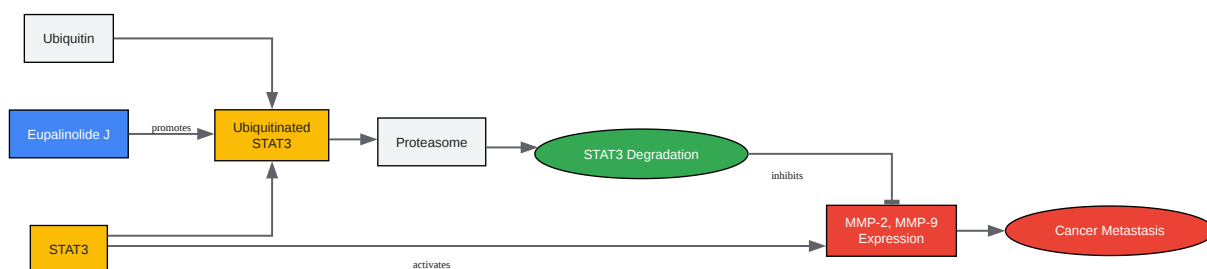 Ubiquitin
Eupalinolide J
promotes
Ubiquitinated
STAT3
Proteasome
STAT3 Degradation
inhibits
STAT3
activates
MMP-2, MMP-9
Expression
Cancer Metastasis